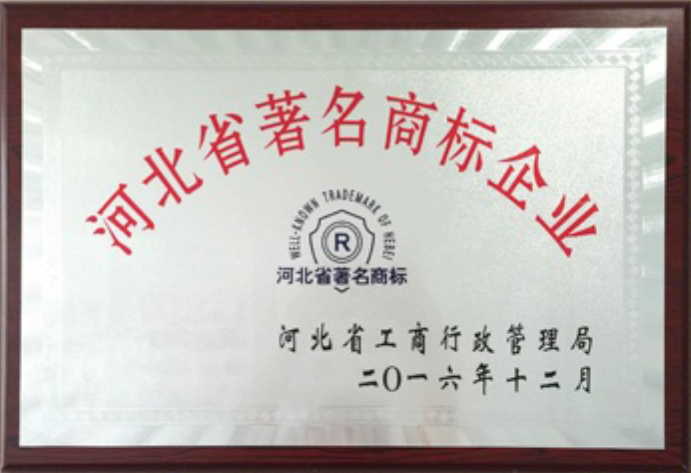 河北省著名商标企业
WELL-KNOWN TRADEMARK OF HEBEI
R
河北省著名商标
河北省工商行政管理局
二〇一六年十二月